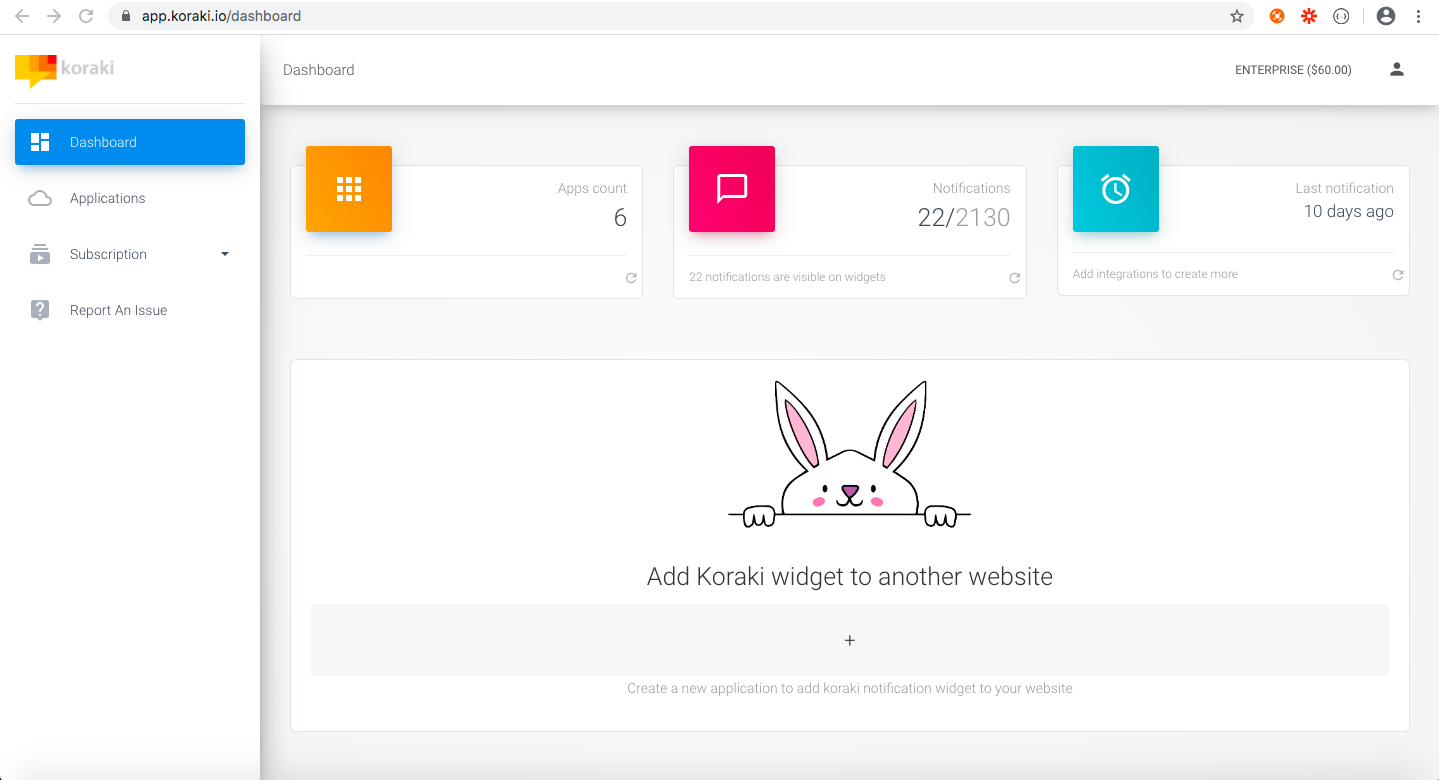 app.koraki.io/dashboard
koraki
Dashboard
ENTERPRISE ($60.00)
Dashboard
Applications
Subscription
Report An Issue
Apps count
6
Notifications
22/2130
22 notifications are visible on widgets
Last notification
10 days ago
Add integrations to create more
Add Koraki widget to another website
+
Create a new application to add koraki notification widget to your website